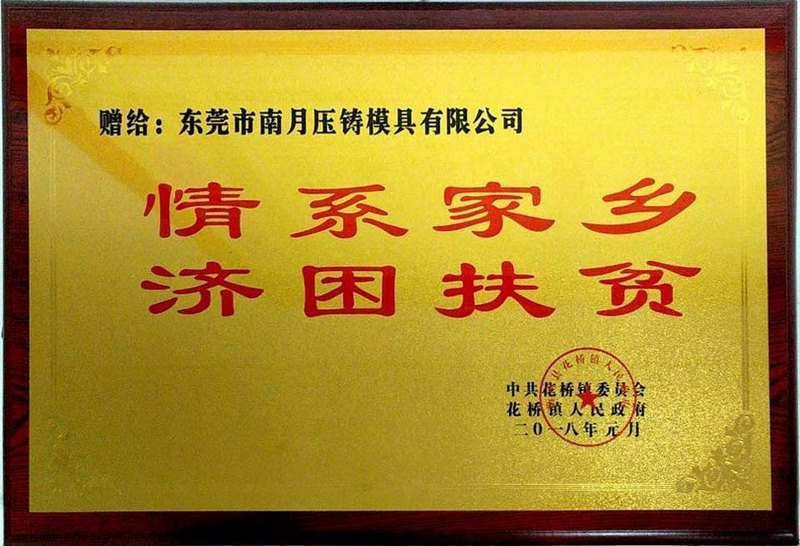 赠给：东莞市南月压铸模具有限公司
情系家乡
济困扶贫
中共花桥镇委员会
花桥镇人民政府
二〇一八年元月